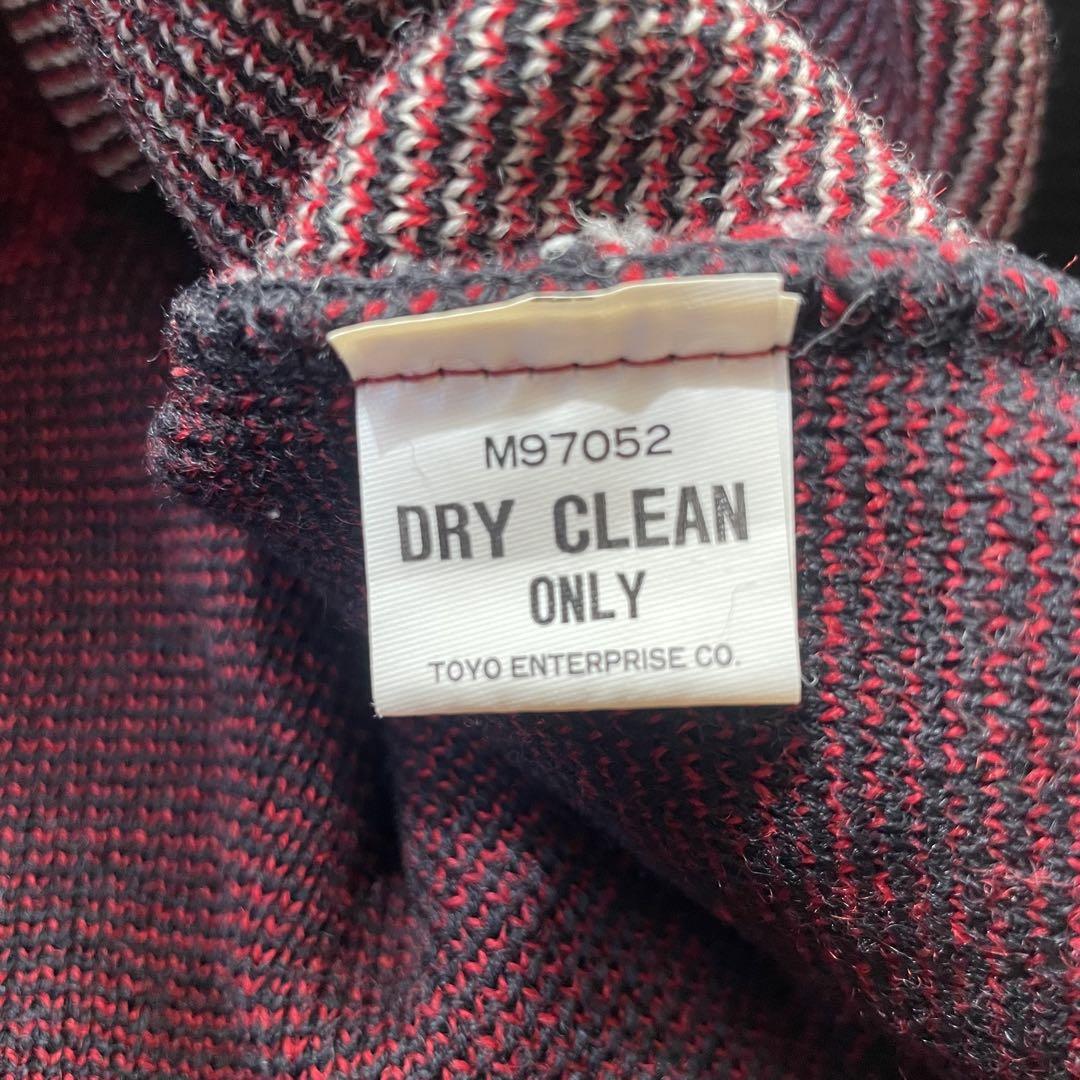 M97052
DRY CLEAN
ONLY
TOYO ENTERPRISE CO.